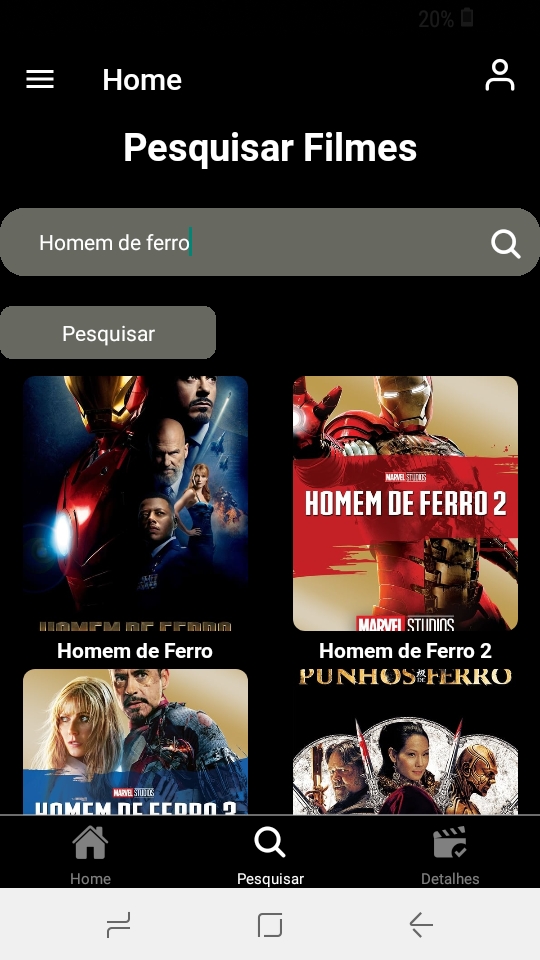 20%
Home
Pesquisar Filmes
Homem de ferro
Pesquisar
MARVEL STUDIOS
HOMEM DE FERRO 2
HOMEM DE FERRO
MARVEL STUDIOS
Homem de Ferro
Homem de Ferro 2
PUNHOS DE FERRO
MARVEL STUDIOS
HOMEM DE FERRO 3
Home
Pesquisar
Detalhes